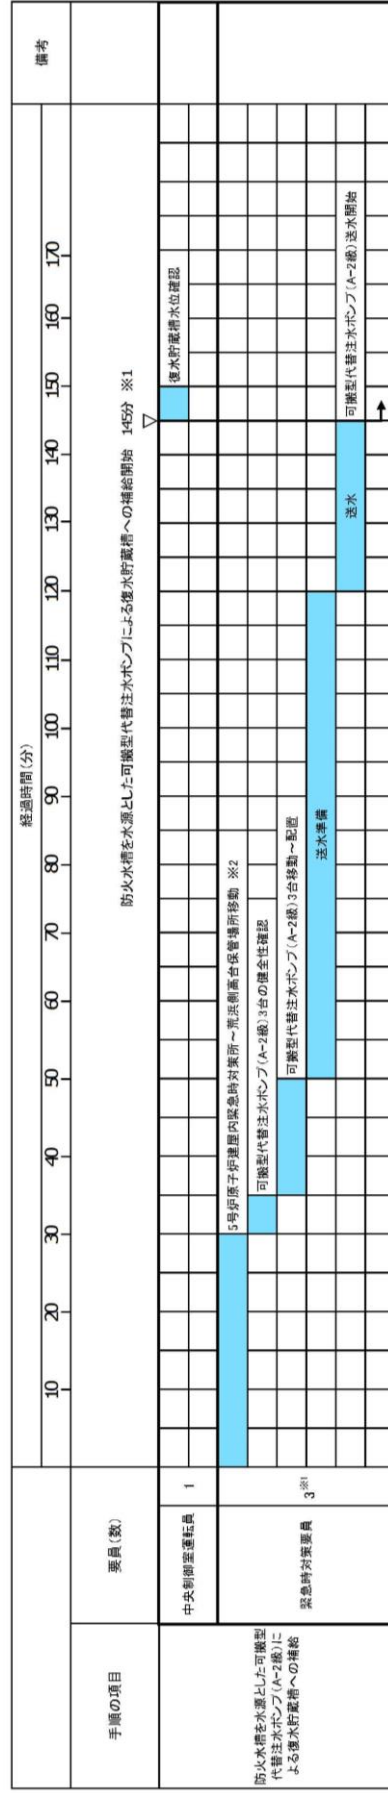 経過時間(分)
備考
手順の項目
要員(数)
10
20
30
40
50
60
70
80
90
100
110
120
130
140
150
160
170
防火水槽を水源とした可搬型代替注水ポンプによる復水貯蔵槽への補給開始 145分 ※1
▽
防火水槽を水源とした可搬型
代替注水ポンプ(A-2級)に
よる復水貯蔵槽への補給
中央制御室運転員
1
復水貯蔵槽水位確認
緊急時対策要員
3※1
5号炉原子炉建屋内緊急時対策所~荒浜側高台保管場所移動 ※2
可搬型代替注水ポンプ(A-2級)3台の健全性確認
可搬型代替注水ポンプ(A-2級)3台移動~配置
送水準備
送水
可搬型代替注水ポンプ(A-2級)送水開始